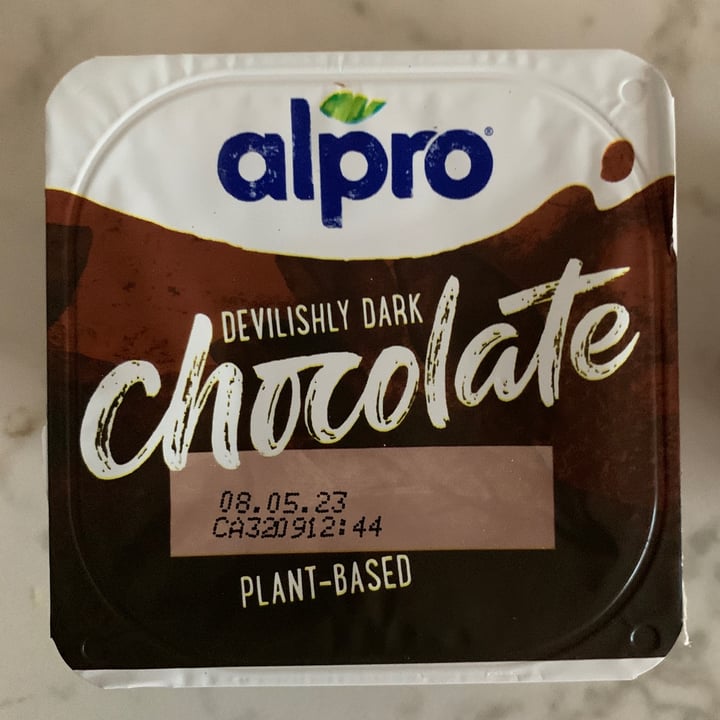 alpro®
DEVILISHLY DARK
chocolate
08.05.23
CA320912:44
PLANT-BASED